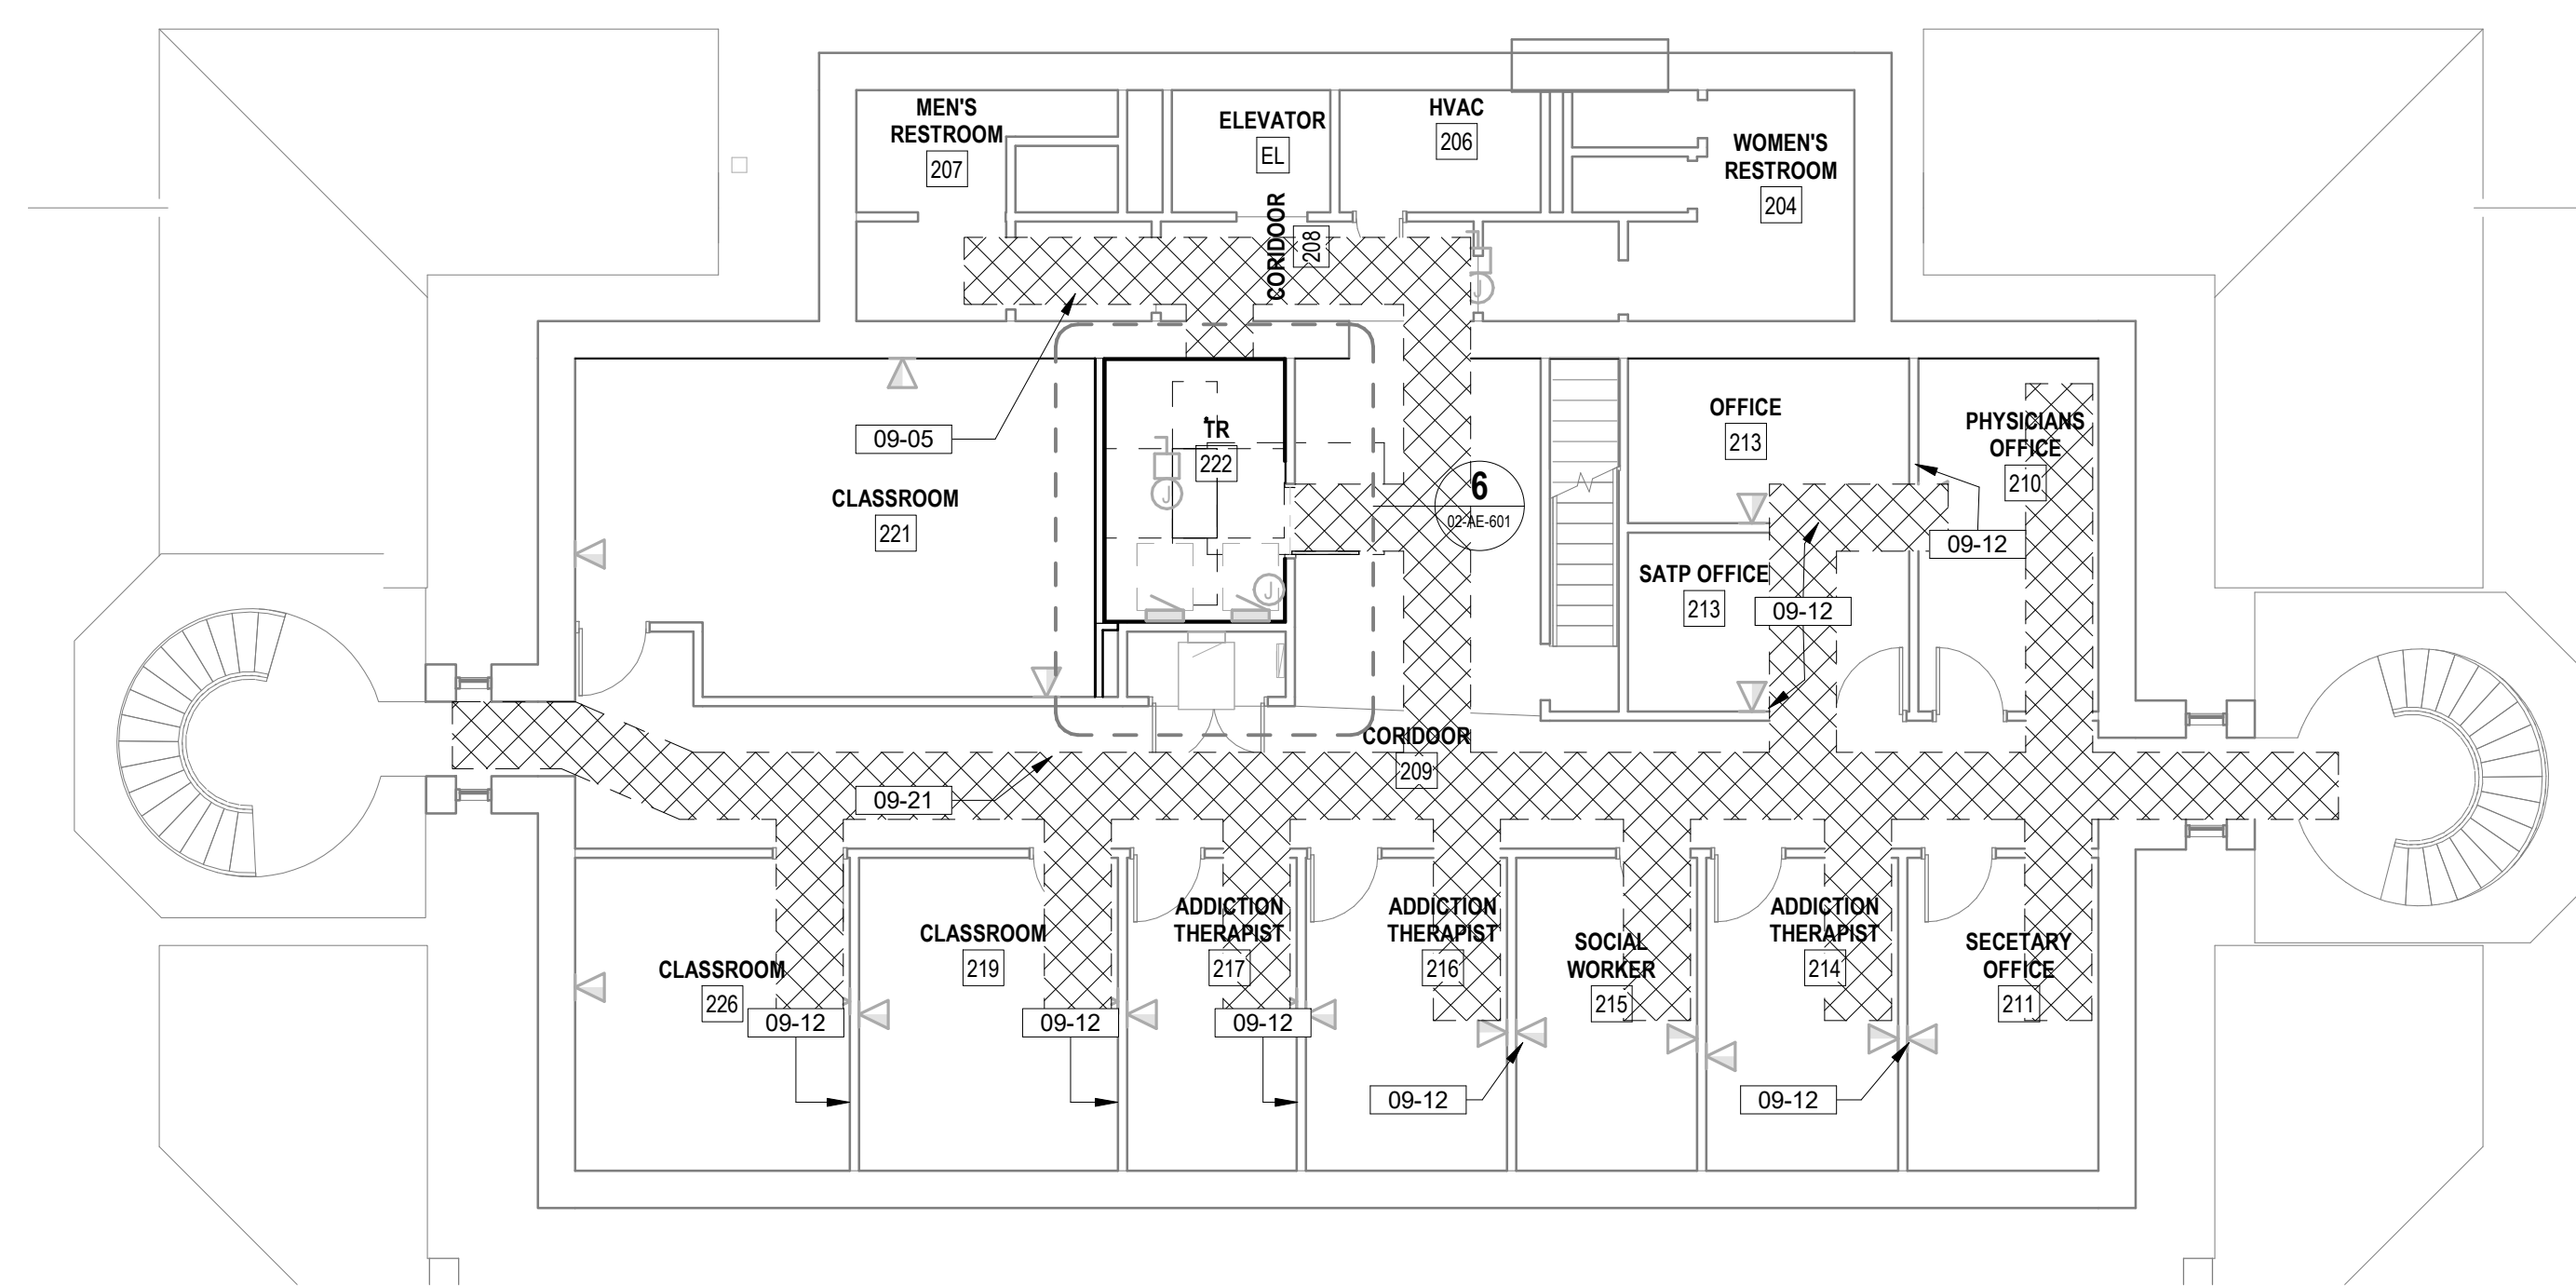 MEN'S
RESTROOM
207
ELEVATOR
EL
HVAC
206
WOMEN'S
RESTROOM
204
CORIDOOR
208
J
09-05
TR
222
J
J
CLASSROOM
221
6
02-AE-601
OFFICE
213
PHYSICIANS
OFFICE
210
09-12
SATP OFFICE
213
09-12
CORIDOOR
209
09-21
CLASSROOM
226
09-12
CLASSROOM
219
09-12
ADDICTION
THERAPIST
217
09-12
ADDICTION
THERAPIST
216
09-12
SOCIAL
WORKER
215
ADDICTION
THERAPIST
214
09-12
SECETARY
OFFICE
211